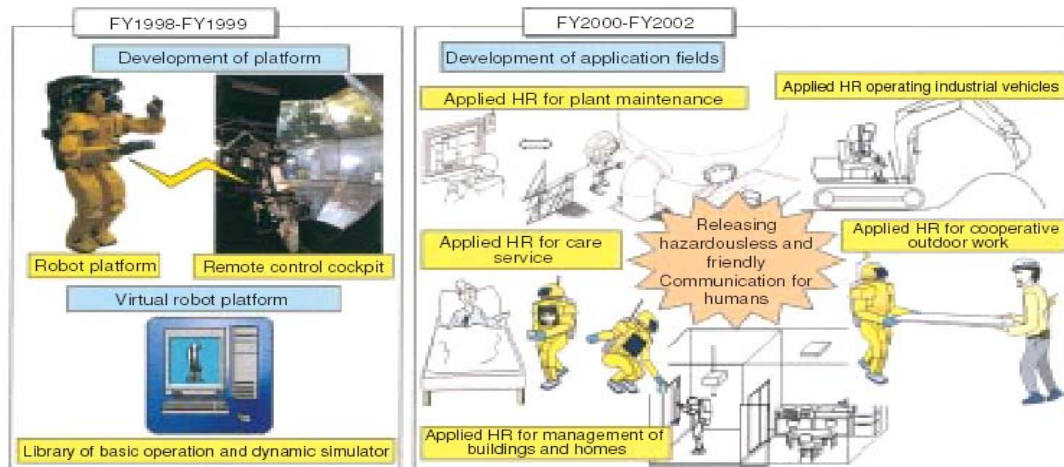 FY1998-FY1999
Development of platform
Robot platform
Remote control cockpit
Virtual robot platform
Library of basic operation and dynamic simulator
FY2000-FY2002
Development of application fields
Applied HR for plant maintenance
Applied HR operating industrial vehicles
Applied HR for care
service
Releasing
hazardousless and
friendly
Communication for
humans
Applied HR for cooperative
outdoor work
Applied HR for management of
buildings and homes